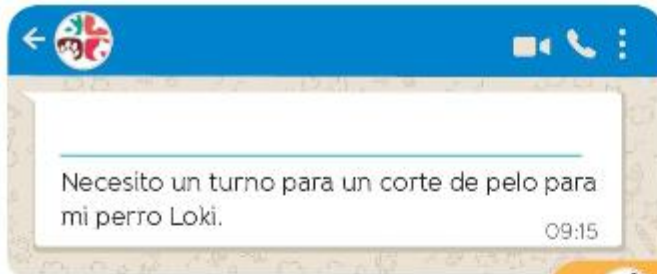 Necesito un turno para un corte de pelo para
mi perro Loki.
09:15